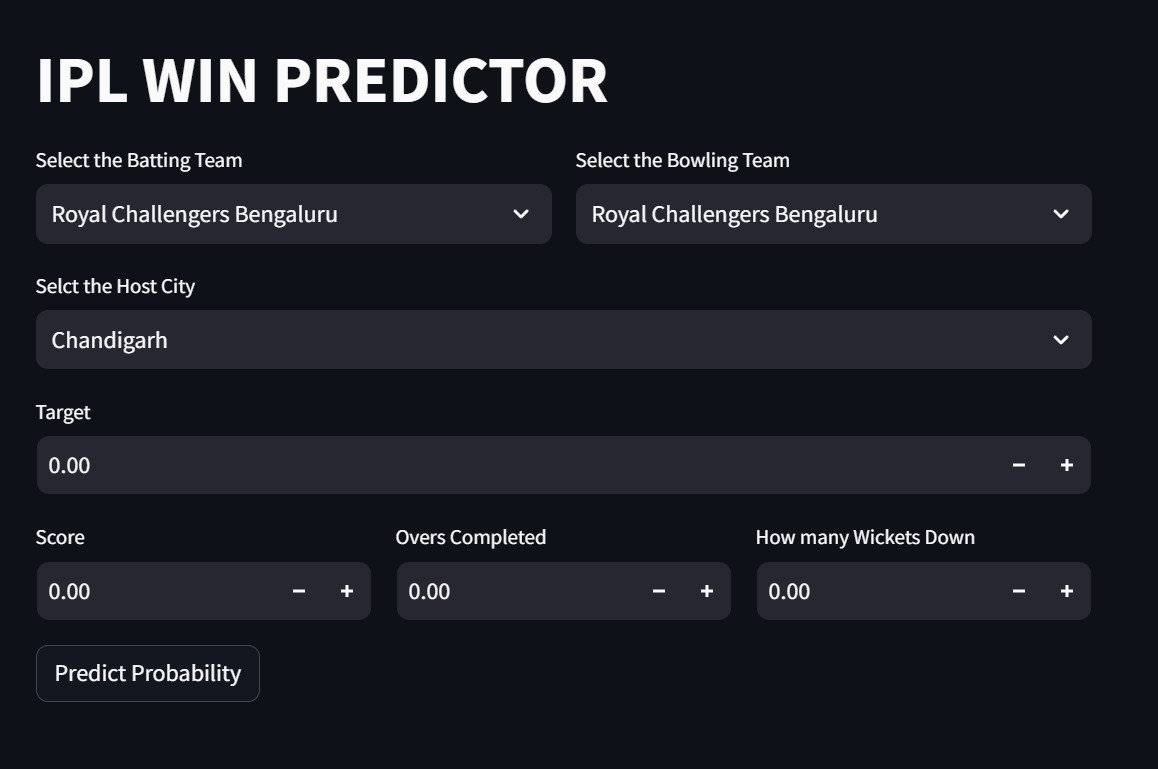 IPL WIN PREDICTOR
Select the Batting Team
Select the Bowling Team
Royal Challengers Bengaluru
Royal Challengers Bengaluru
Selct the Host City
Chandigarh
Target
0.00
Score
Overs Completed
How many Wickets Down
0.00
0.00
0.00
Predict Probability